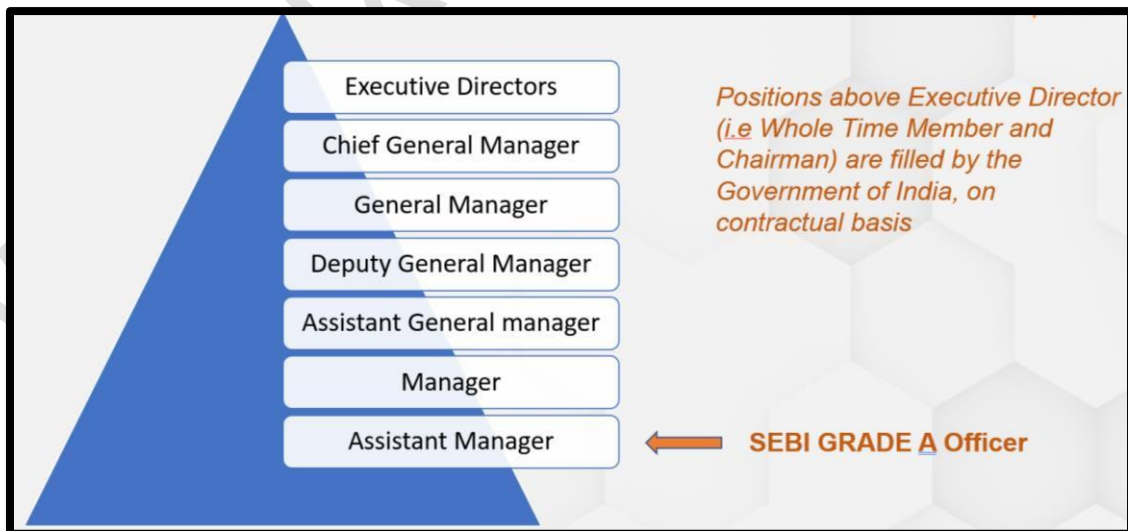 Executive Directors
Chief General Manager
General Manager
Deputy General Manager
Assistant General manager
Manager
Assistant Manager
Positions above Executive Director
(i.e Whole Time Member and
Chairman) are filled by the
Government of India, on
contractual basis
SEBI GRADE A Officer